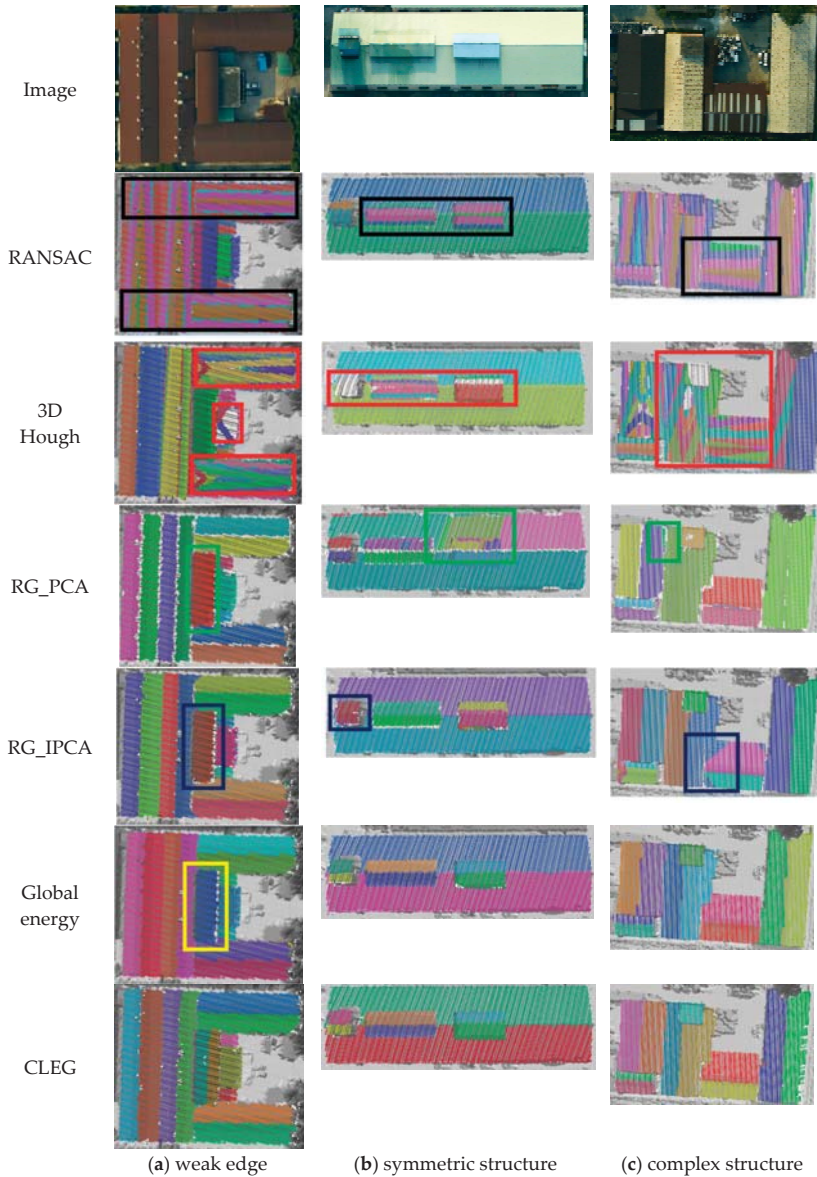 Image
RANSAC
3D
Hough
RG_PCA
RG_IPCA
Global
energy
CLEG
(a) weak edge
(b) symmetric structure
(c) complex structure